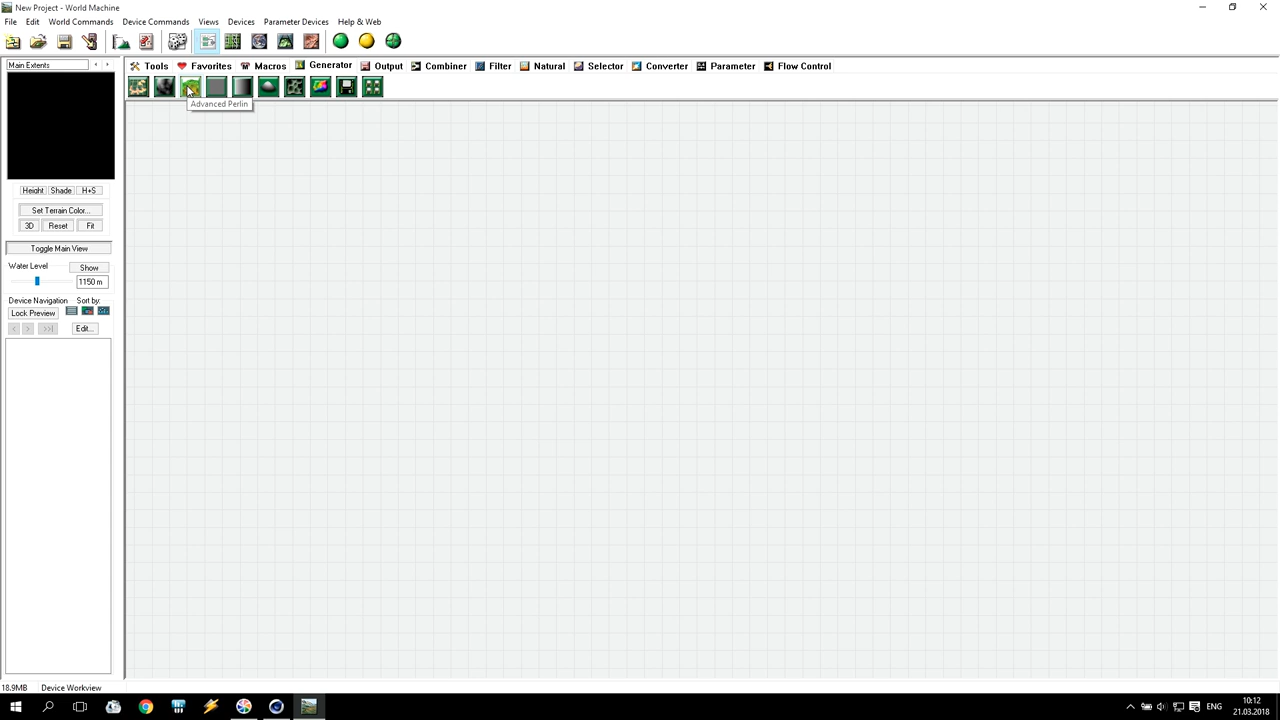 New Project - World Machine
File Edit World Commands Device Commands Views Devices Parameter Devices Help & Web
Main Extents
Tools Favorites Macros Generator Output Combiner Filter Natural Selector Converter Parameter Flow Control
Advanced Perlin
Height Shade H+S
Set Terrain Color...
3D Reset Fit
Toggle Main View
Water Level Show
1150 m
Device Navigation Sort by:
Lock Preview
< > >>| Edit...
18.9MB Device Workview
ENG
10:12
21.03.2018